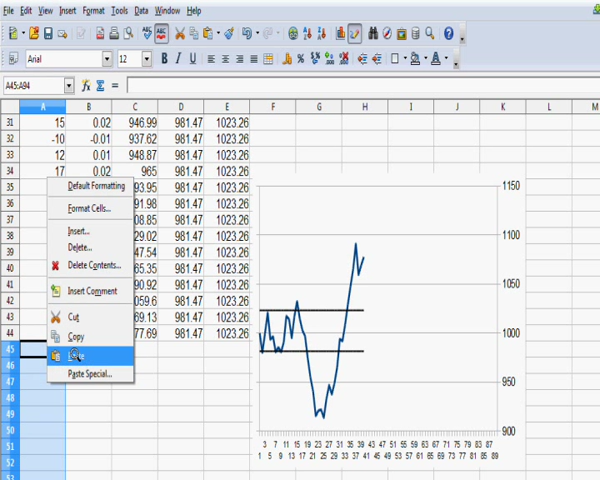 File Edit View Insert Format Tools Data Window Help
Arial 12
A45:A94
A B C D E F G H I J K L M
31 15 0.02 946.99 981.47 1023.26
32 -10 -0.01 937.62 981.47 1023.26
33 12 0.01 948.87 981.47 1023.26
34 17 0.02 965 981.47 1023.26
35 93.95 981.47 1023.26
36 91.98 981.47 1023.26
37 08.85 981.47 1023.26
38 29.02 981.47 1023.26
39 47.54 981.47 1023.26
40 65.35 981.47 1023.26
41 90.92 981.47 1023.26
42 059.6 981.47 1023.26
43 69.13 981.47 1023.26
44 77.69 981.47 1023.26
45
46
47
48
49
50
51
52
Default Formatting
Format Cells...
Insert...
Delete...
Delete Contents...
Insert Comment
Cut
Copy
Paste Special...
1150
1100
1050
1000
950
900
3 7 11 15 19 23 27 31 35 39 43 47 51 55 59 63 67 71 75 79 83 87
1 5 9 13 17 21 25 29 33 37 41 45 49 53 57 61 65 69 73 77 81 85 89